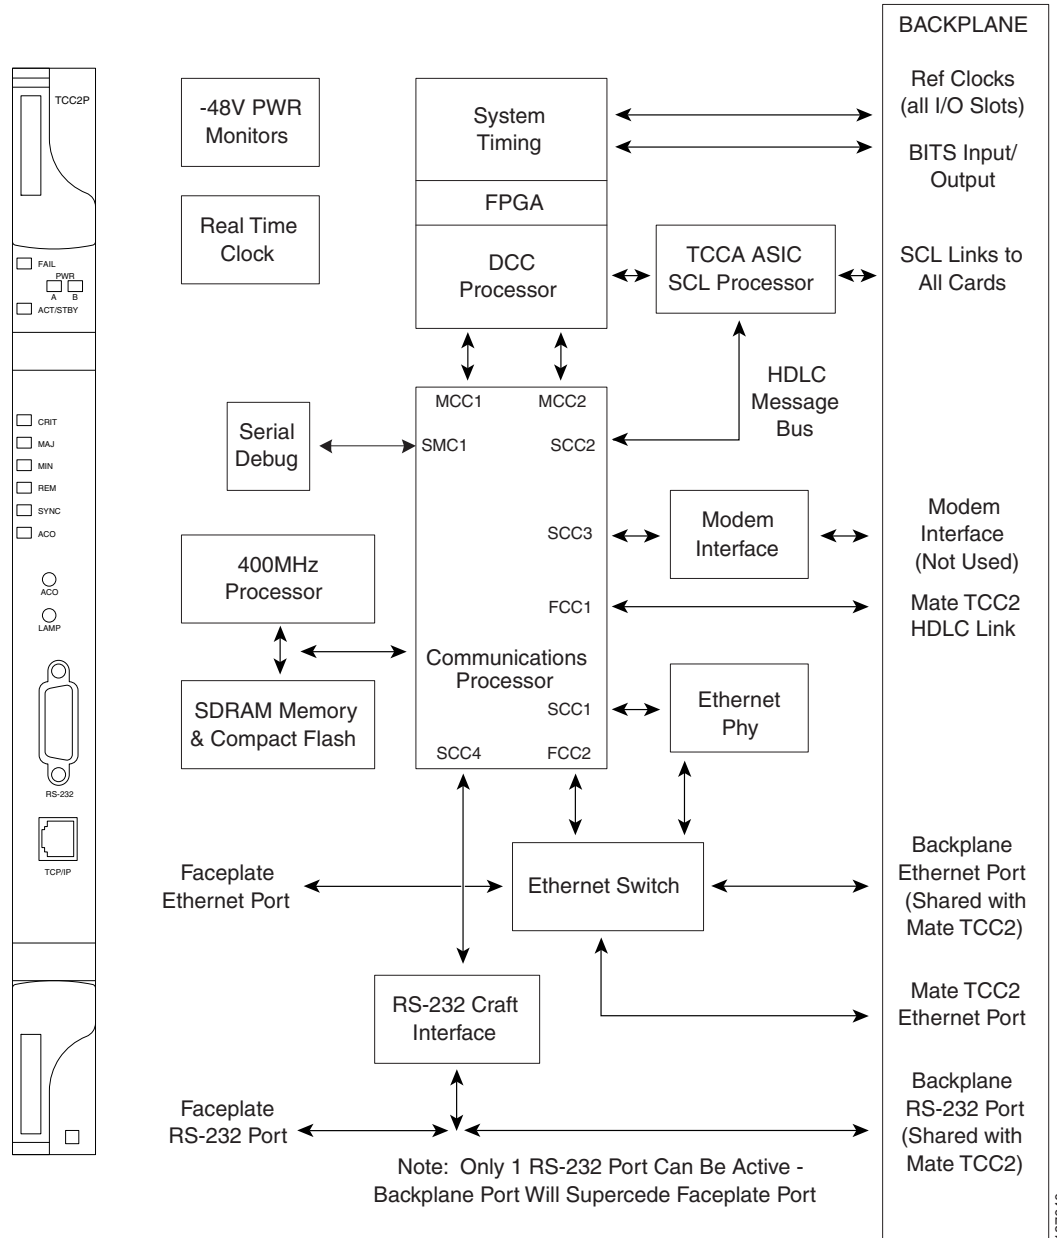 BACKPLANE
TCC2P
FAIL
PWR
A B
ACT/STBY
CRIT
MAJ
MIN
REM
SYNC
ACO
ACO
LAMP
RS-232
TCP/IP
-48V PWR
Monitors
Real Time
Clock
System
Timing
FPGA
DCC
Processor
TCCA ASIC
SCL Processor
Ref Clocks
(all I/O Slots)
BITS Input/
Output
SCL Links to
All Cards
HDLC
Message
Bus
Serial
Debug
MCC1
MCC2
SMC1
SCC2
SCC3
FCC1
Communications
Processor
SCC1
SCC4
FCC2
Modem
Interface
Modem
Interface
(Not Used)
400MHz
Processor
Mate TCC2
HDLC Link
SDRAM Memory
& Compact Flash
Ethernet
Phy
Faceplate
Ethernet Port
Ethernet Switch
Backplane
Ethernet Port
(Shared with
Mate TCC2)
RS-232 Craft
Interface
Mate TCC2
Ethernet Port
Faceplate
RS-232 Port
Backplane
RS-232 Port
(Shared with
Mate TCC2)
Note: Only 1 RS-232 Port Can Be Active -
Backplane Port Will Supercede Faceplate Port